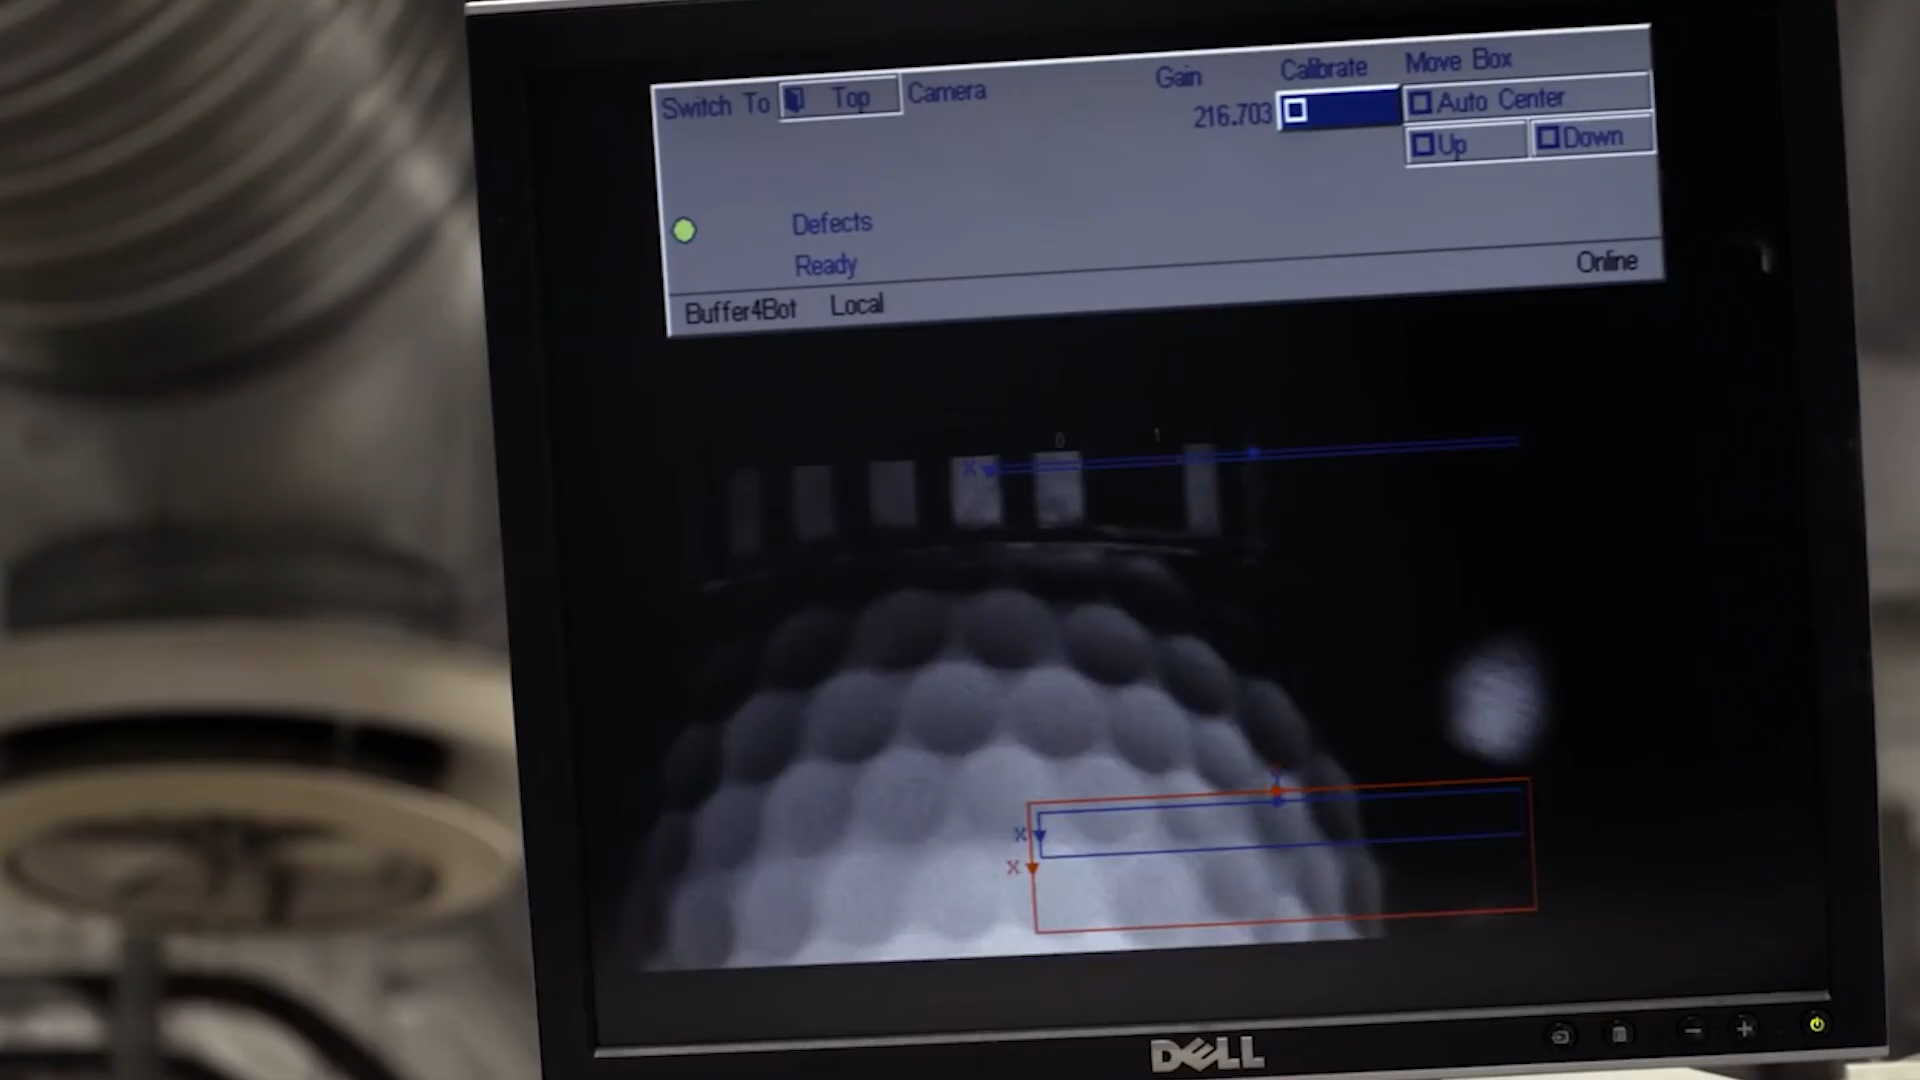 Switch To Top Camera Gain Calibrate Move Box
216.703 Auto Center
Up Down
Defects
Ready
Online
Buffer4Bot Local
0 1
X
Y
X
X
DELL